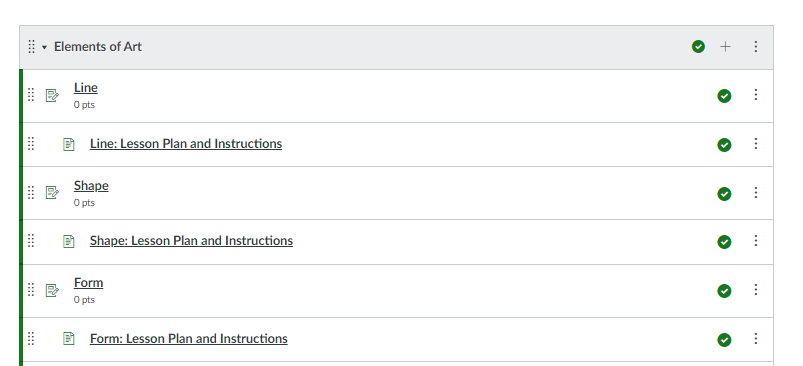 Elements of Art
Line
0 pts
Line: Lesson Plan and Instructions
Shape
0 pts
Shape: Lesson Plan and Instructions
Form
0 pts
Form: Lesson Plan and Instructions